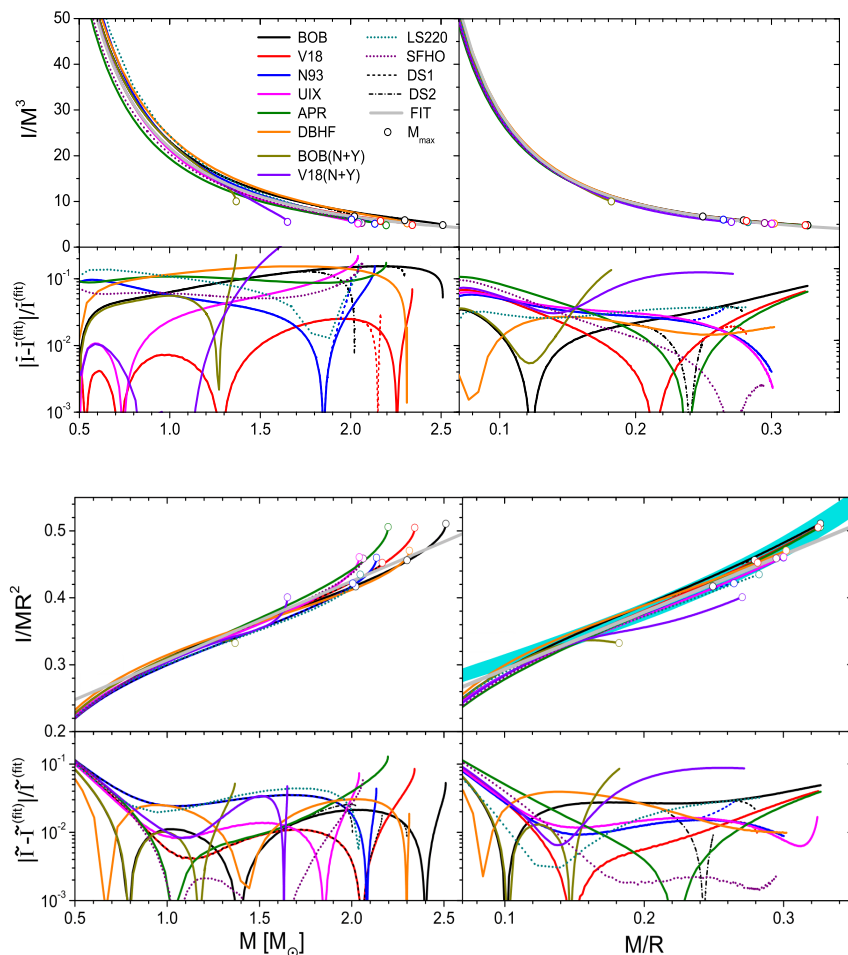 50
40
30
20
10
0
I/M³
BOB
V18
N93
UIX
APR
DBHF
BOB(N+Y)
V18(N+Y)
LS220
SFHO
DS1
DS2
FIT
M_max
10⁻¹
10⁻²
10⁻³
|Ī-Ī^(fit)|/Ī^(fit)
0.5 1.0 1.5 2.0 2.5
0.1 0.2 0.3
0.5
0.4
0.3
0.2
I/MR²
10⁻¹
10⁻²
10⁻³
|Ĩ-Ĩ^(fit)|/Ĩ^(fit)
0.5 1.0 1.5 2.0 2.5
0.1 0.2 0.3
M [M☉]
M/R